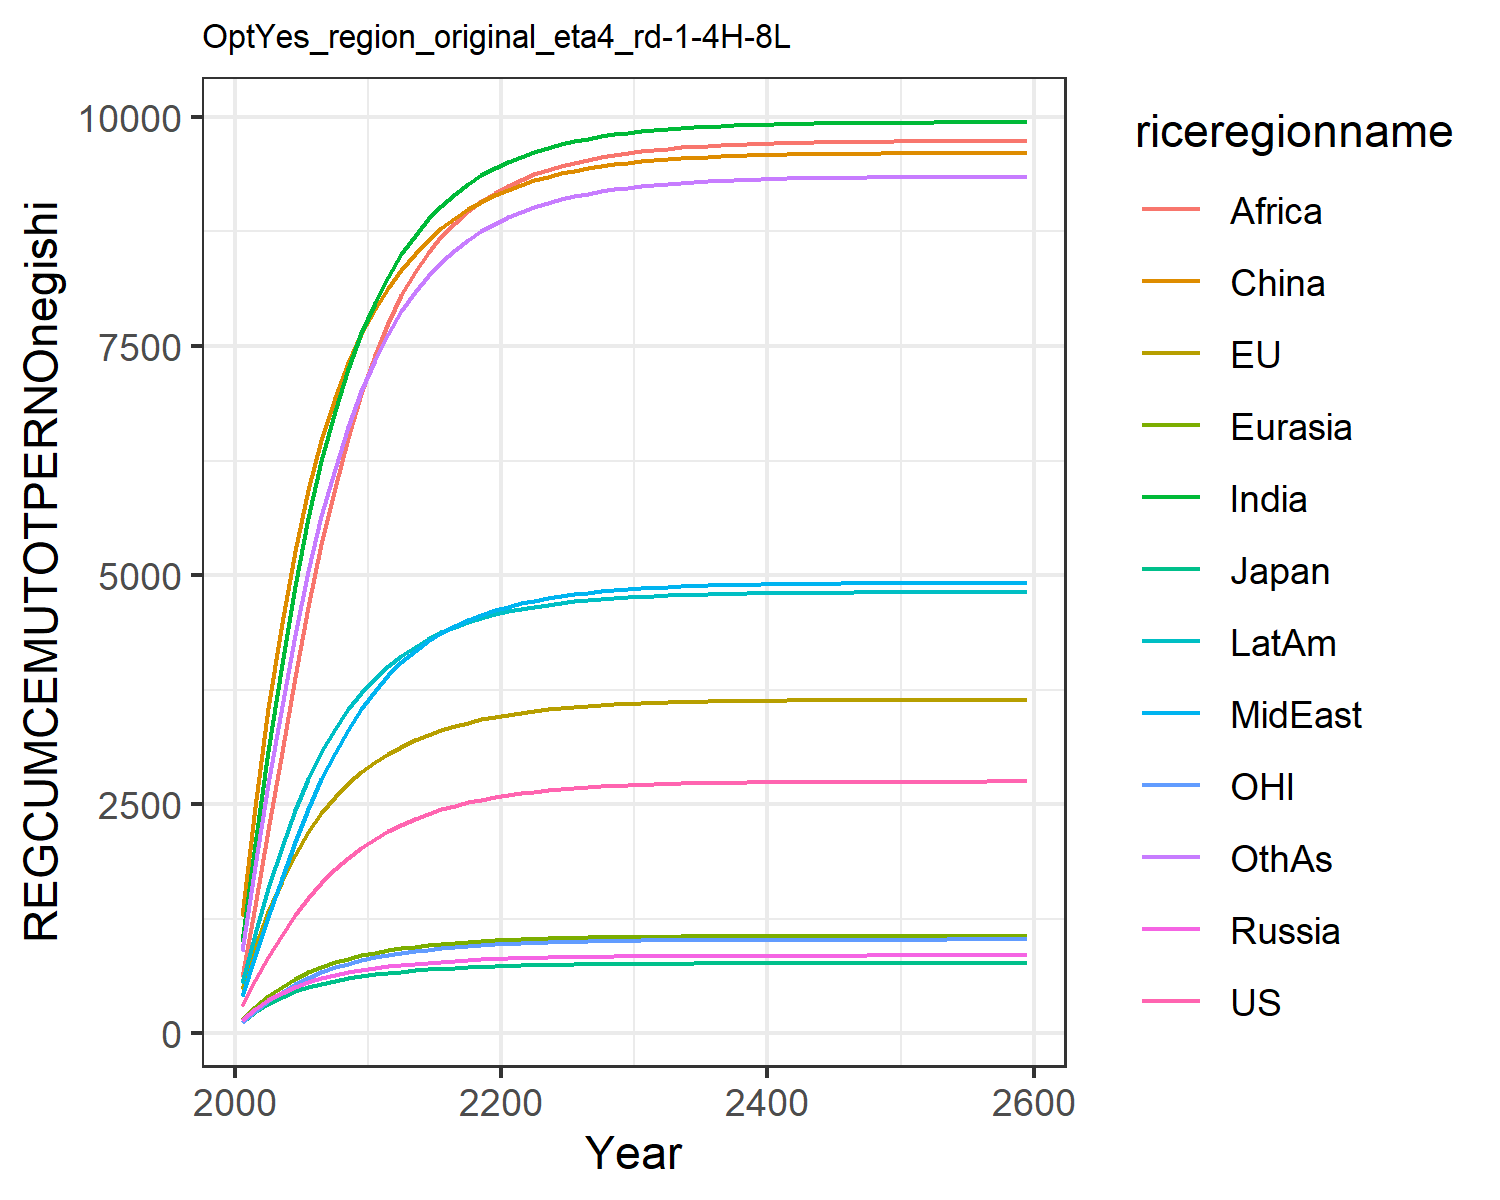 OptYes_region_original_eta4_rd-1-4H-8L
REGCUMCEMUTOTPERNOnegishi
10000
7500
5000
2500
0
2000
2200
2400
2600
Year
riceregionname
Africa
China
EU
Eurasia
India
Japan
LatAm
MidEast
OHI
OthAs
Russia
US